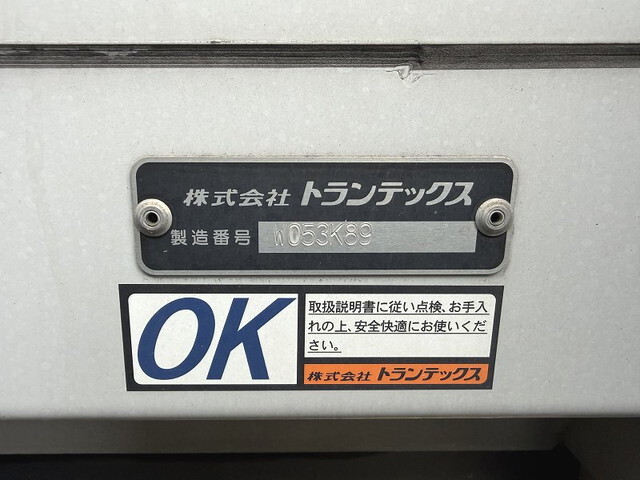 株式会社 トランテックス
製造番号 W053K89
OK
取扱説明書に従い点検、お手入
れの上、安全快適にお使いくだ
さい。
株式会社 トランテックス